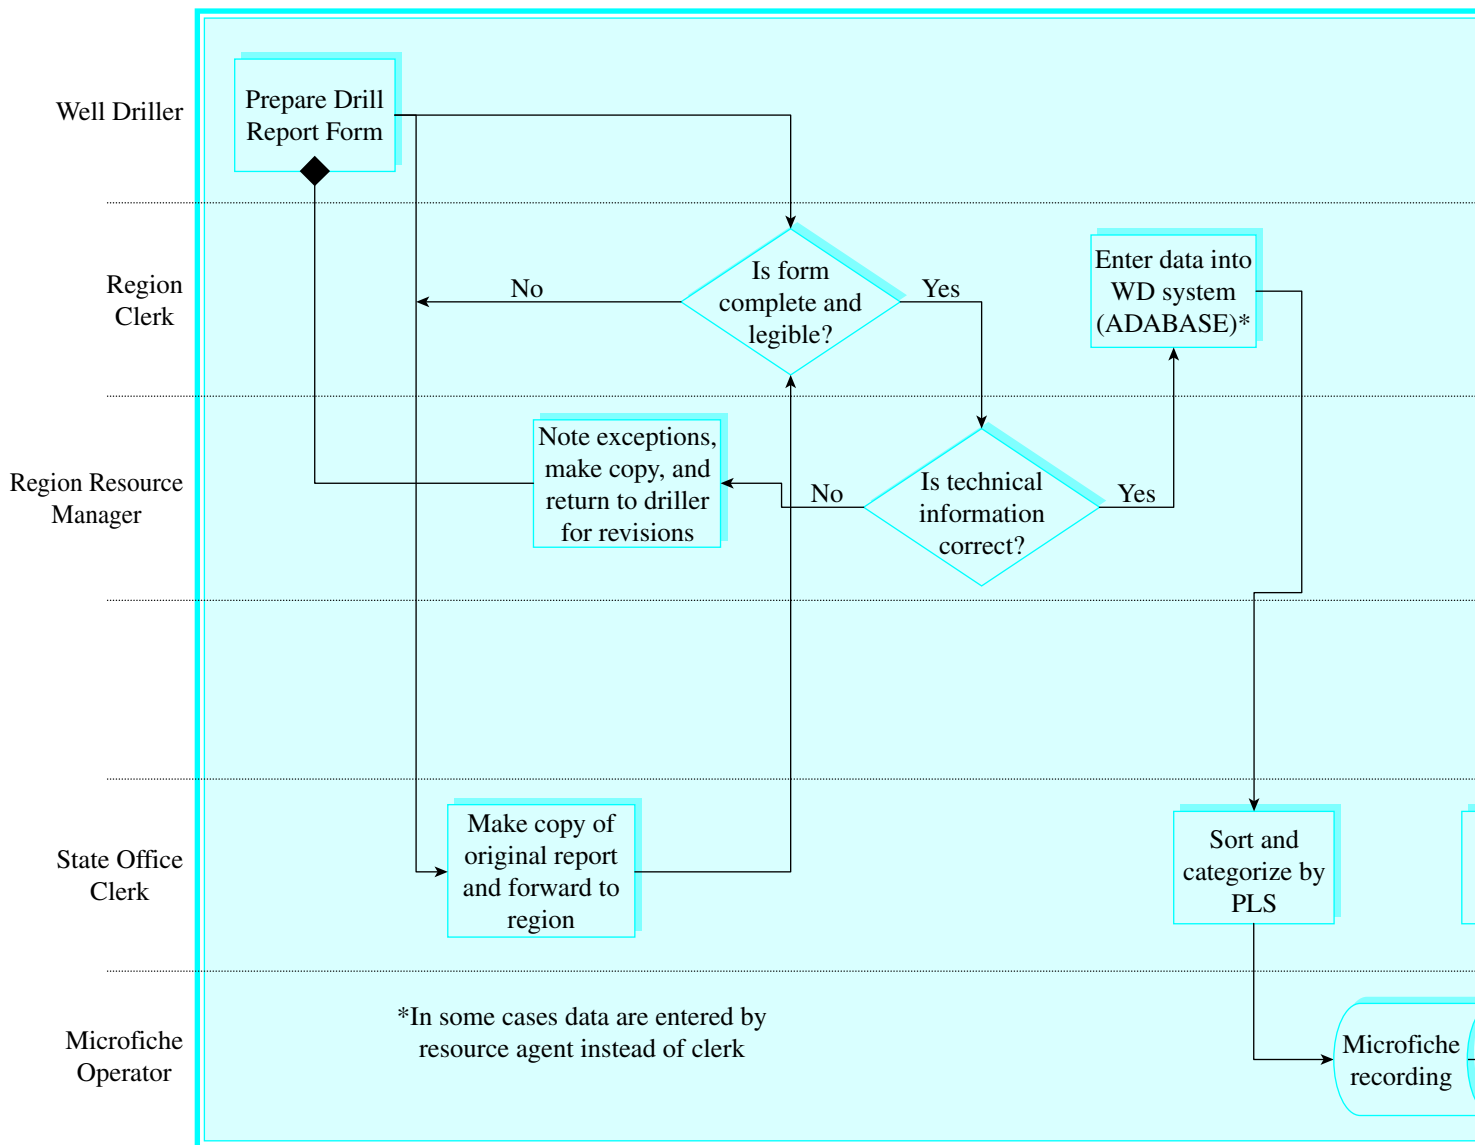 Well Driller
Prepare Drill
Report Form
Region
Clerk
No
Is form
complete and
legible?
Yes
Enter data into
WD system
(ADABASE)*
Region Resource
Manager
Note exceptions,
make copy, and
return to driller
for revisions
No
Is technical
information
correct?
Yes
State Office
Clerk
Make copy of
original report
and forward to
region
Sort and
categorize by
PLS
Microfiche
Operator
*In some cases data are entered by
resource agent instead of clerk
Microfiche
recording